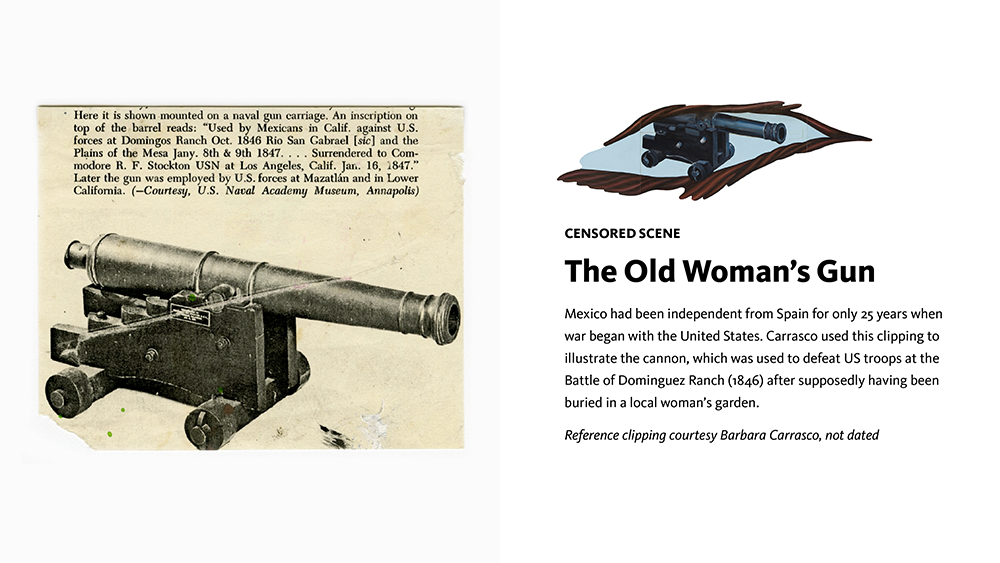 Here it is shown mounted on a naval gun carriage. An inscription on
top of the barrel reads: “Used by Mexicans in Calif. against U.S.
forces at Domingos Ranch Oct. 1846 Rio San Gabrael [sic] and the
Plains of the Mesa Jany. 8th & 9th 1847. . . . Surrendered to Com-
modore R. F. Stockton USN at Los Angeles, Calif. Jan. 16, 1847.”
Later the gun was employed by U.S. forces at Mazatlán and in Lower
California. (—Courtesy, U.S. Naval Academy Museum, Annapolis)
CENSORED SCENE
The Old Woman’s Gun
Mexico had been independent from Spain for only 25 years when
war began with the United States. Carrasco used this clipping to
illustrate the cannon, which was used to defeat US troops at the
Battle of Dominguez Ranch (1846) after supposedly having been
buried in a local woman’s garden.
Reference clipping courtesy Barbara Carrasco, not dated